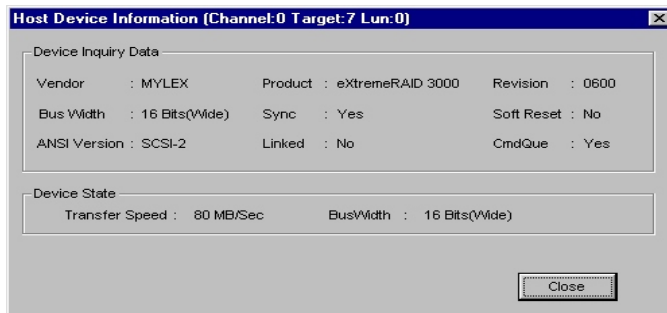 Host Device Information (Channel:0 Target:7 Lun:0)
Device Inquiry Data
Vendor : MYLEX Product : eXtremeRAID 3000 Revision : 0600
Bus Width : 16 Bits(Wide) Sync : Yes Soft Reset : No
ANSI Version : SCSI-2 Linked : No CmdQue : Yes
Device State
Transfer Speed : 80 MB/Sec BusWidth : 16 Bits(Wide)
Close